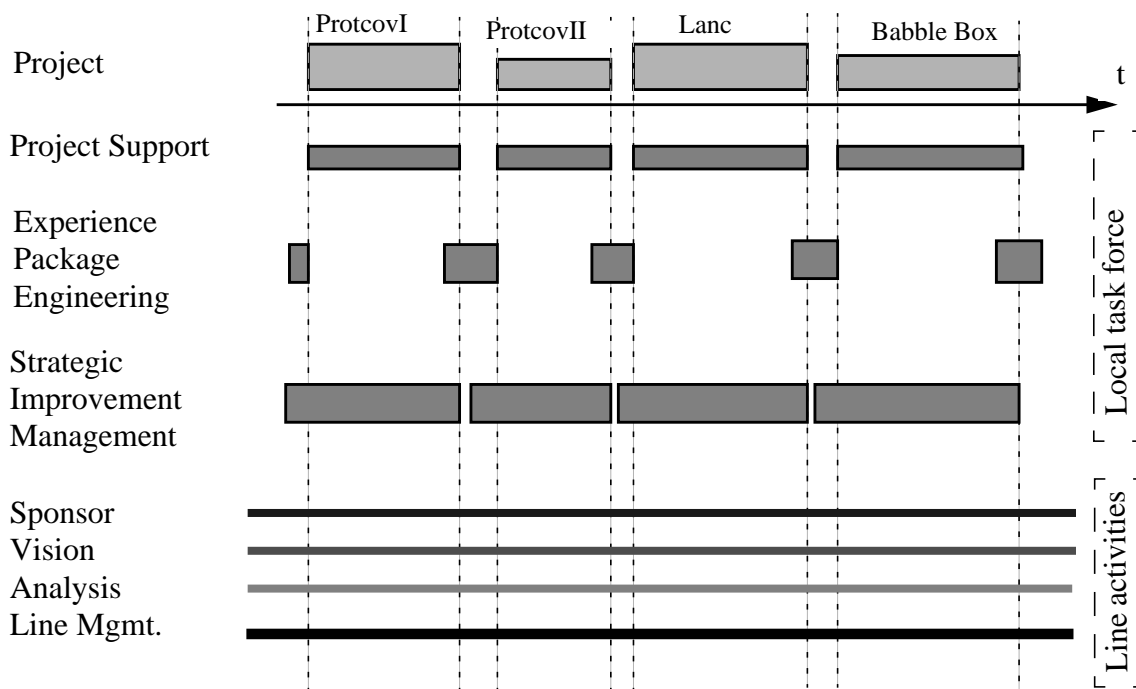 ProtcovI
ProtcovII
Lanc
Babble Box
Project
t
Project Support
Experience
Package
Engineering
Strategic
Improvement
Management
Local task force
Sponsor
Vision
Analysis
Line Mgmt.
Line activities